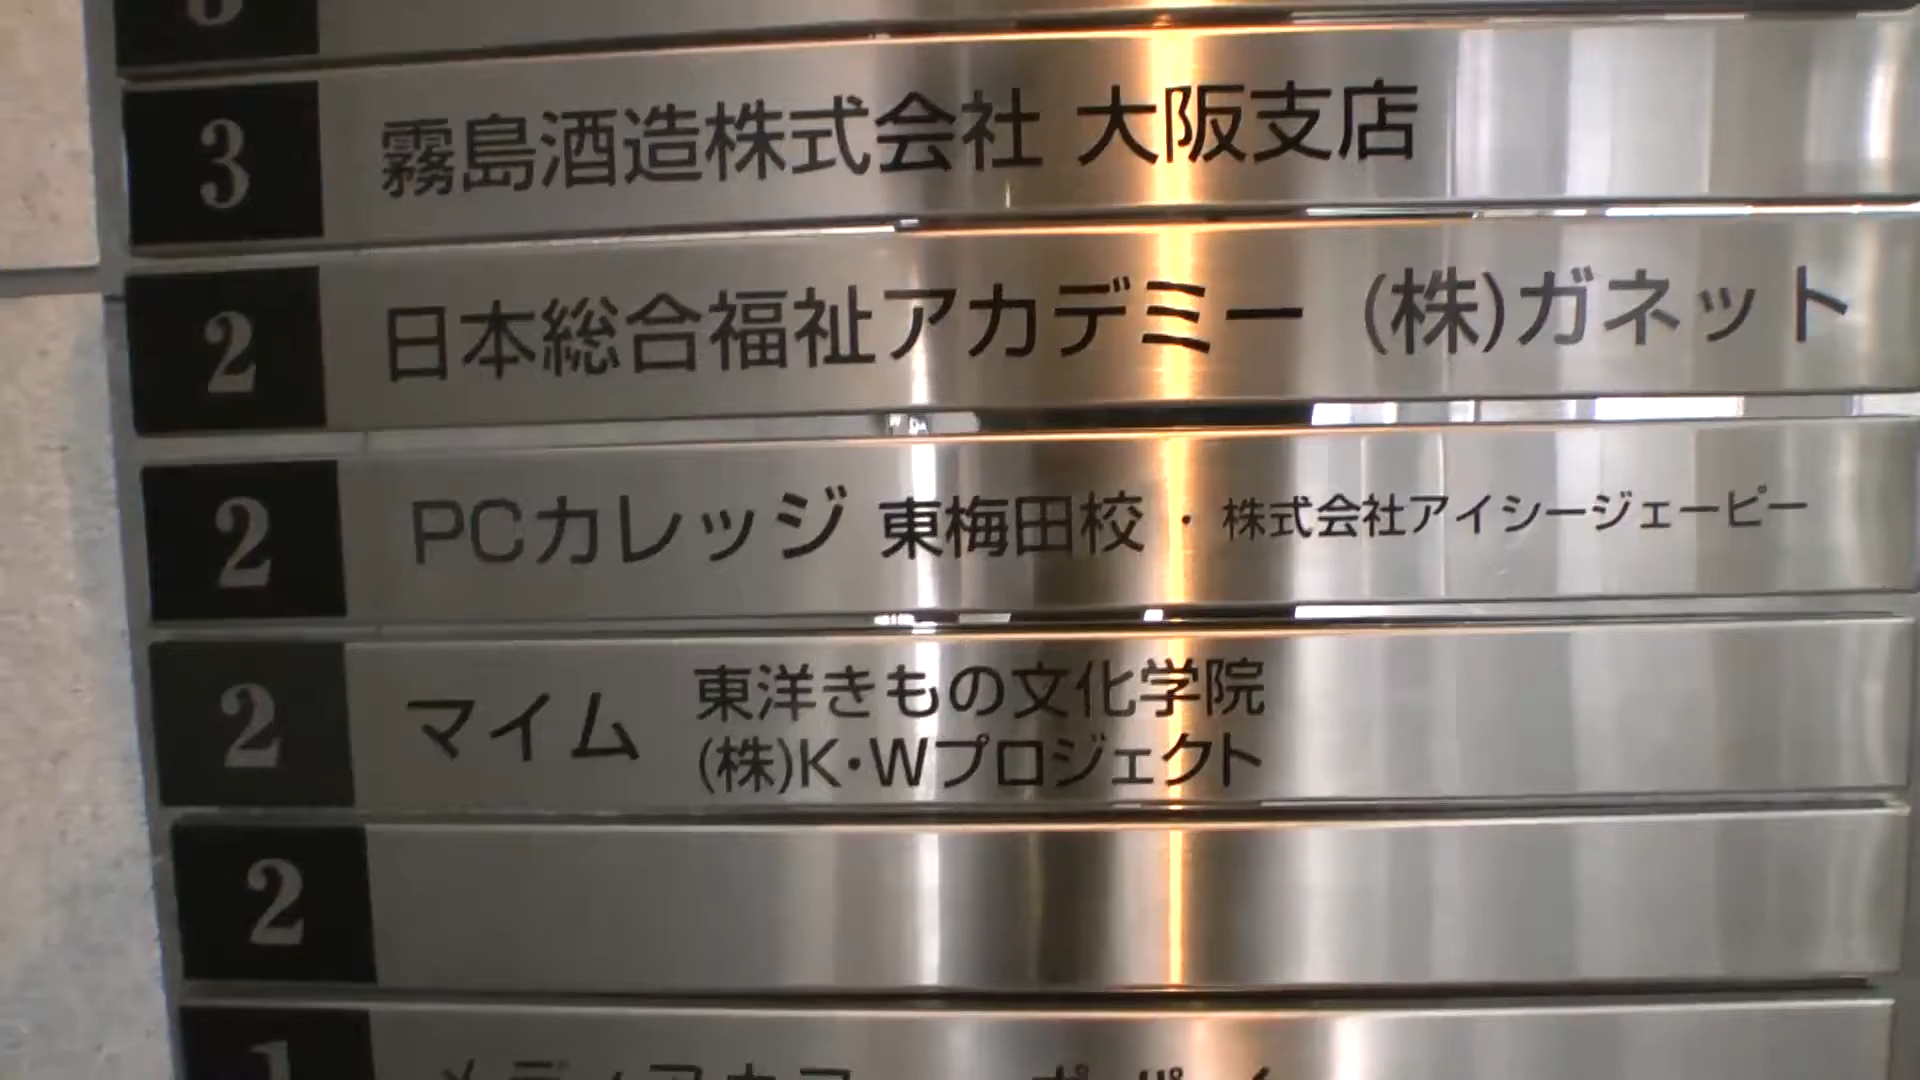 3 霧島酒造株式会社 大阪支店
2 日本総合福祉アカデミー (株)ガネット
2 PCカレッジ 東梅田校・株式会社アイシージェーピー
2 マイム 東洋きもの文化学院
(株)K・Wプロジェクト
2
1